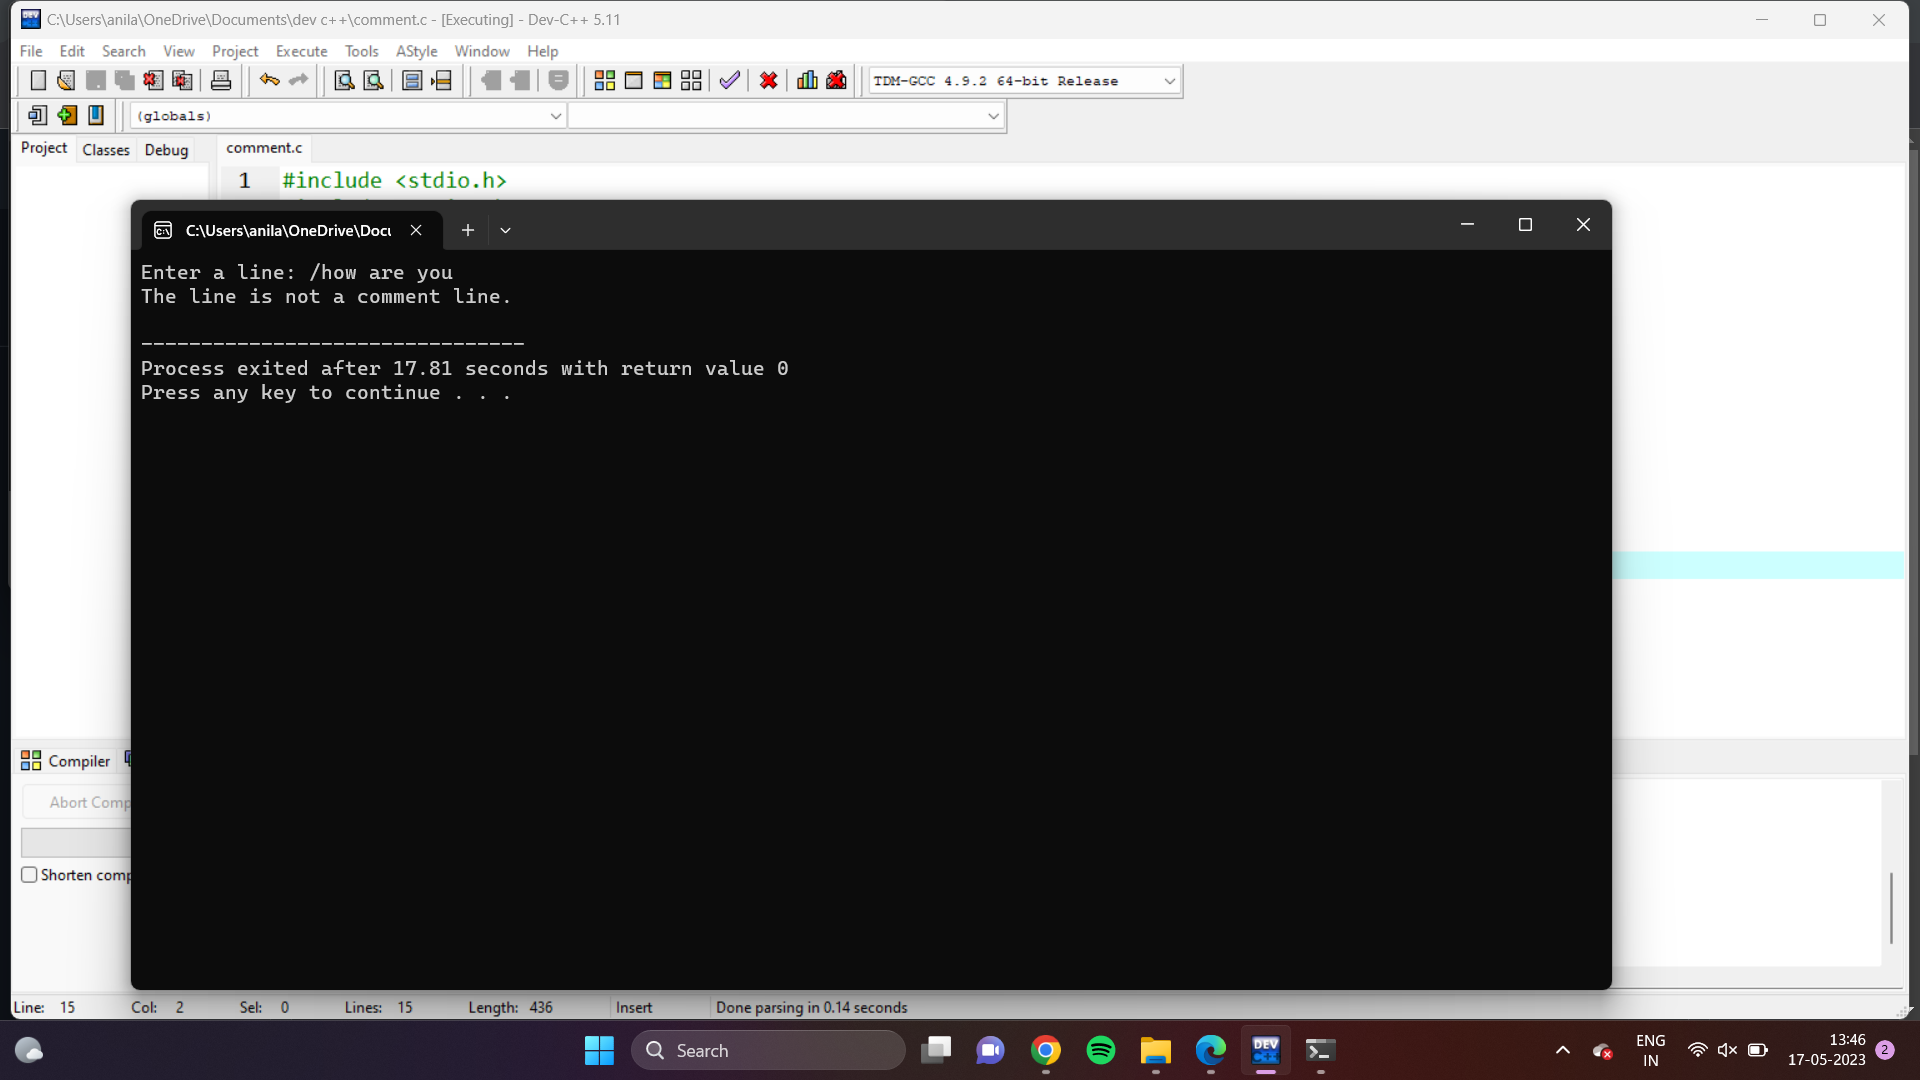 C:\Users\anila\OneDrive\Documents\dev c++\comment.c - [Executing] - Dev-C++ 5.11
File Edit Search View Project Execute Tools AStyle Window Help
TDM-GCC 4.9.2 64-bit Release
(globals)
Project Classes Debug comment.c
1 #include <stdio.h>
C:\Users\anila\OneDrive\Docu
Enter a line: /how are you
The line is not a comment line.
--------------------------------
Process exited after 17.81 seconds with return value 0
Press any key to continue . . .
Compiler
Abort Comp
Shorten comp
Line: 15 Col: 2 Sel: 0 Lines: 15 Length: 436 Insert Done parsing in 0.14 seconds
Search
DEV C++
ENG
IN
13:46
17-05-2023
2